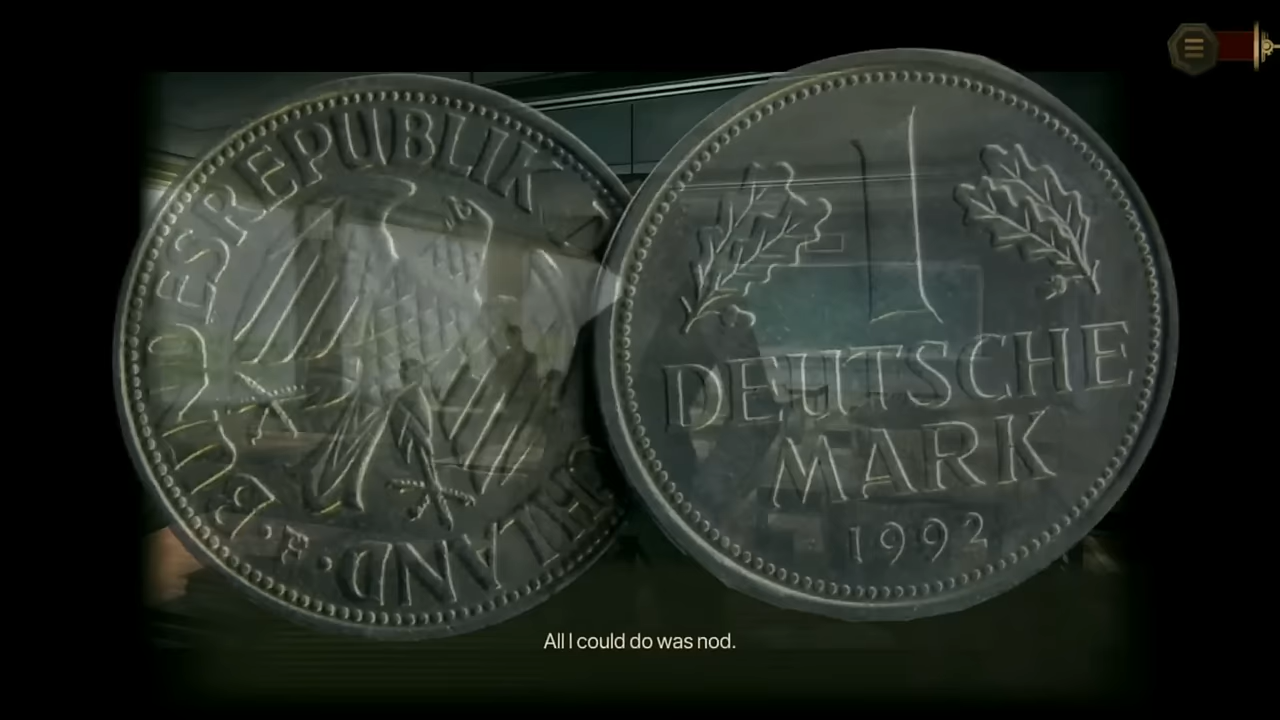 BUNDESREPUBLIK DEUTSCHLAND
· F ·
1
DEUTSCHE
MARK
1992
All I could do was nod.